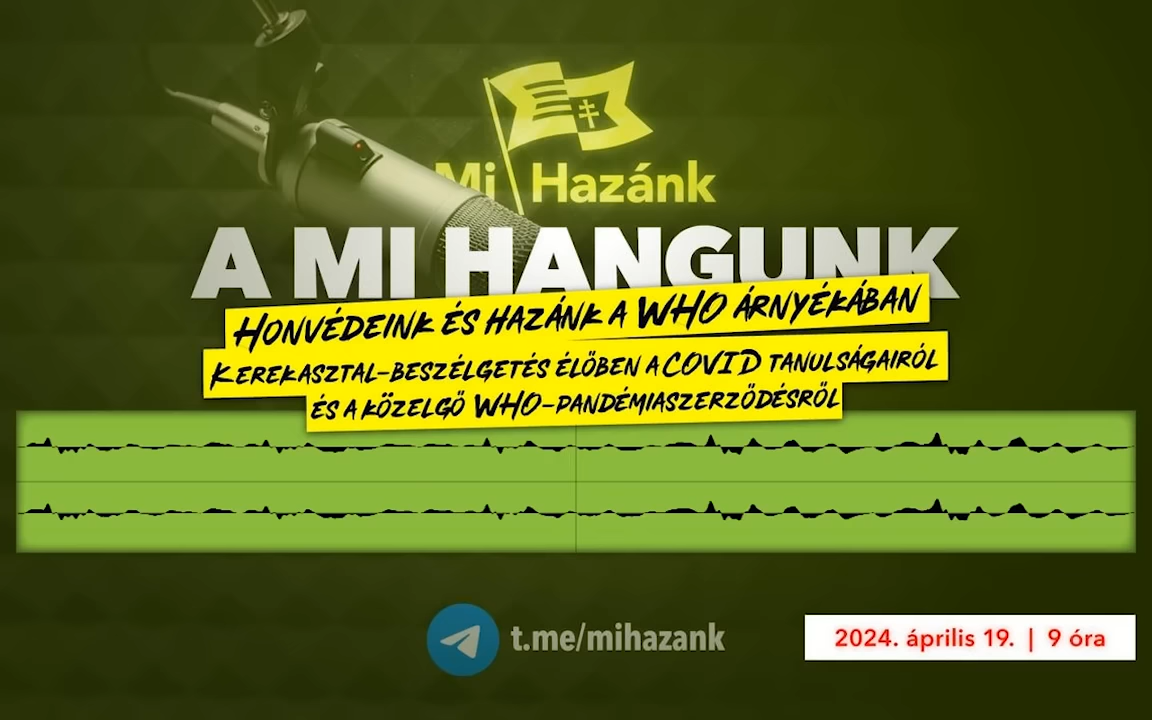 Mi Hazánk
A MI HANGUNK
HONVÉDEINK ÉS HAZÁNK A WHO ÁRNYÉKÁBAN
KEREKASZTAL-BESZÉLGETÉS ÉLŐBEN A COVID TANULSÁGAIRÓL
ÉS A KÖZELGŐ WHO-PANDÉMIASZERZŐDÉSRŐL
t.me/mihazank
2024. április 19. | 9 óra